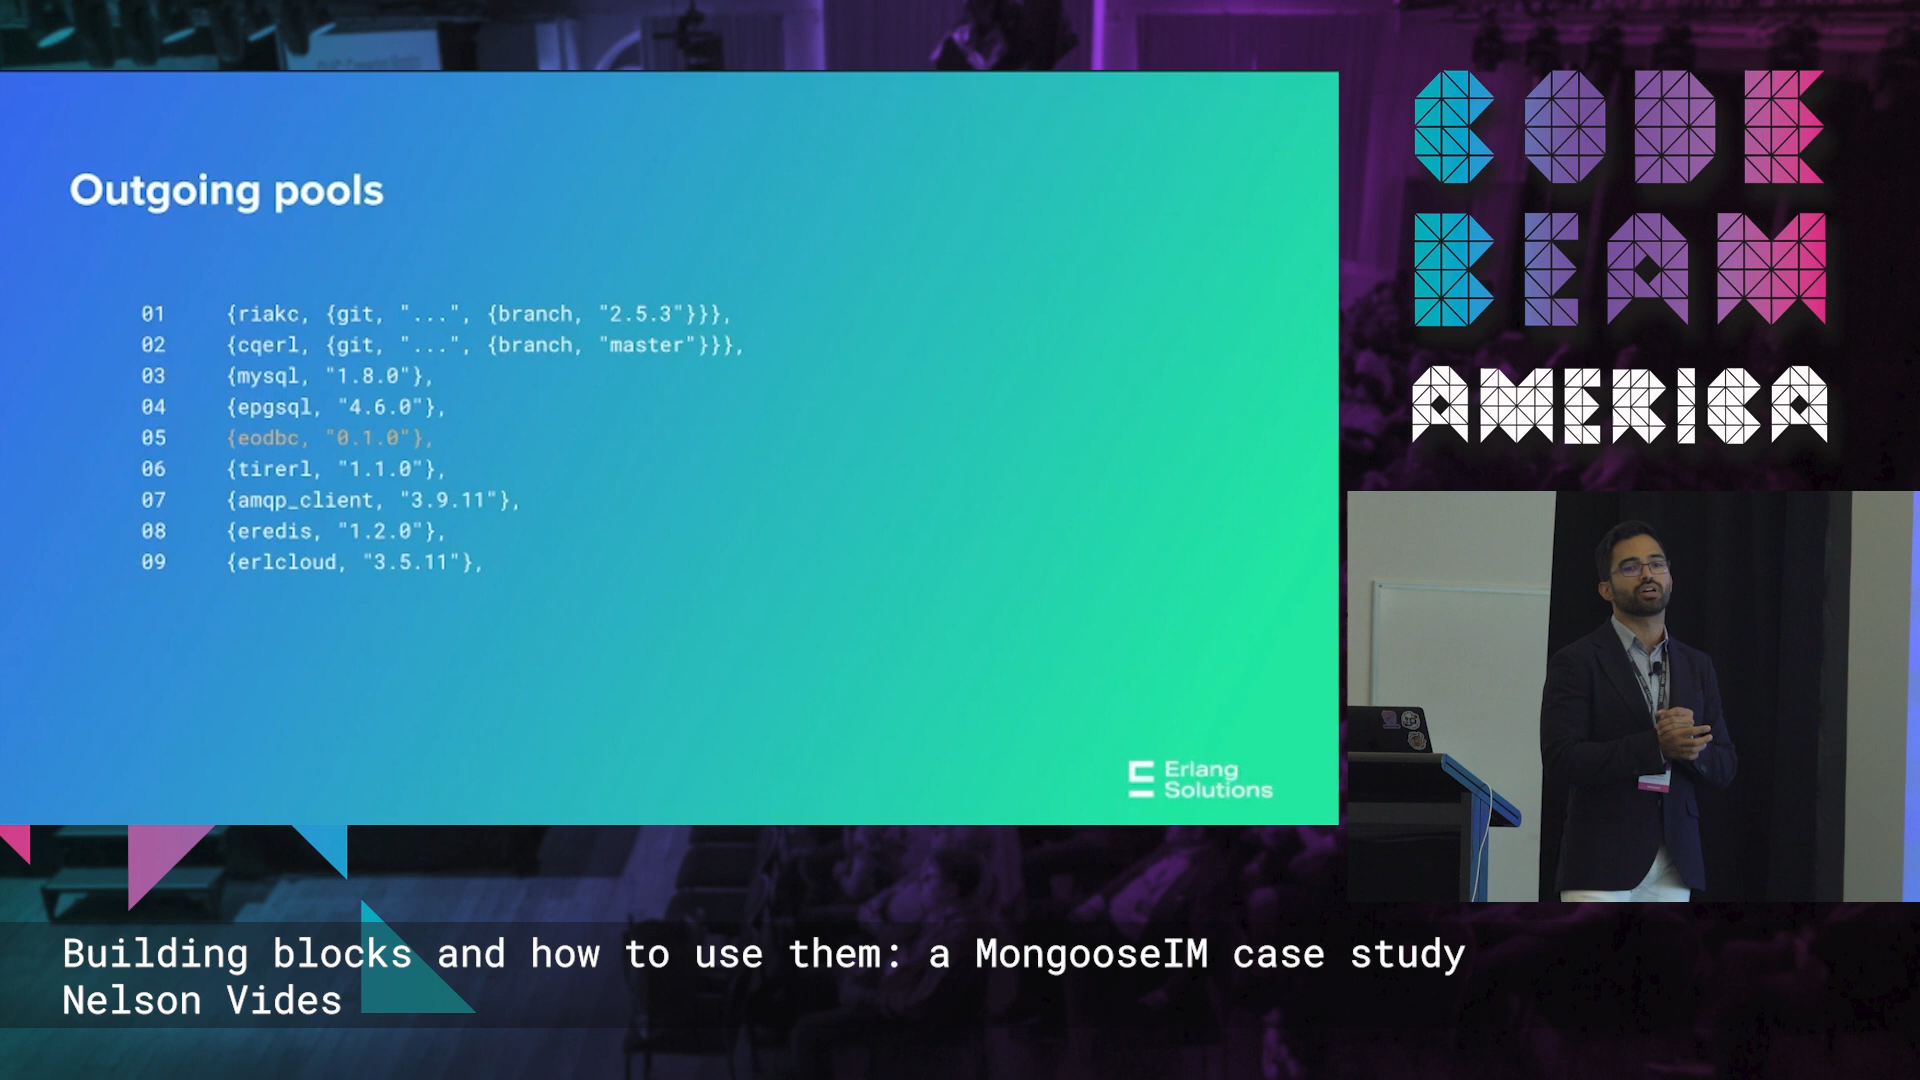 Outgoing pools
01 {riakc, {git, "...", {branch, "2.5.3"}}},
02 {cqerl, {git, "...", {branch, "master"}}},
03 {mysql, "1.8.0"},
04 {epgsql, "4.6.0"},
05 {eodbc, "0.1.0"},
06 {tirerl, "1.1.0"},
07 {amqp_client, "3.9.11"},
08 {eredis, "1.2.0"},
09 {erlcloud, "3.5.11"},
Erlang
Solutions
CODE
BEAM
AMERICA
Building blocks and how to use them: a MongooseIM case study
Nelson Vides